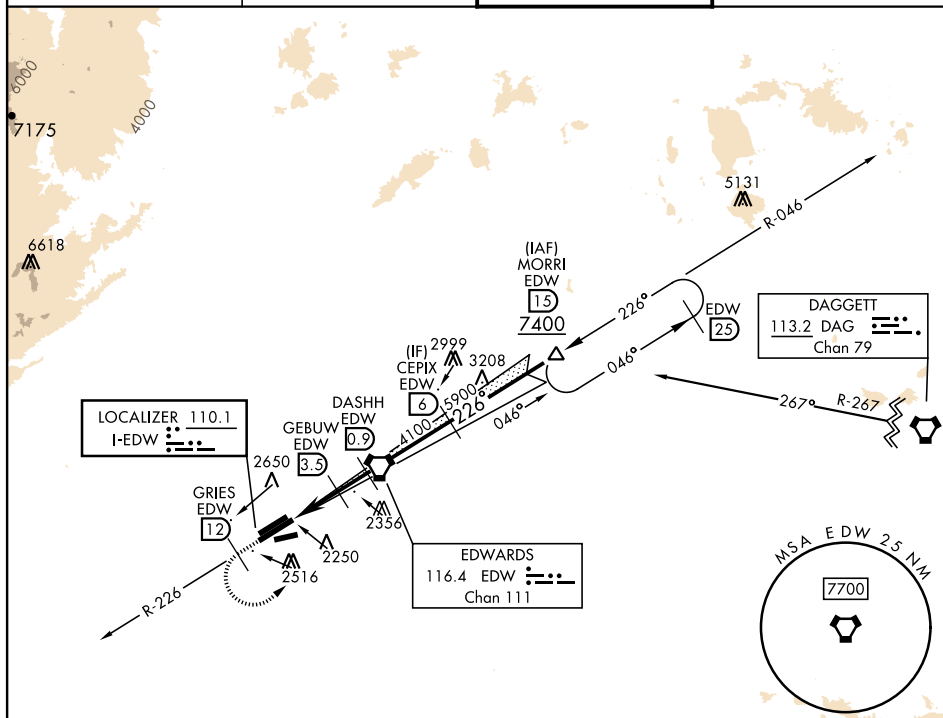 6000
4000
7175
6618
5131
R-046
(IAF)
MORRI
EDW
15
7400
226°
046°
EDW
25
DAGGETT
113.2 DAG
Chan 79
267°
R-267
2999
3208
(IF)
CEPIX
EDW
6
5900
226°
4100
046°
DASHH
EDW
0.9
LOCALIZER 110.1
I-EDW
GEBUW
EDW
3.5
2650
GRIES
EDW
12
2356
2250
2516
R-226
EDWARDS
116.4 EDW
Chan 111
MSA EDW 25 NM
7700